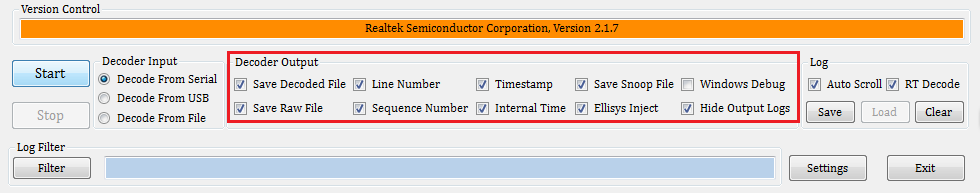 Version Control
Realtek Semiconductor Corporation, Version 2.1.7
Start
Stop
Decoder Input
Decode From Serial
Decode From USB
Decode From File
Decoder Output
Save Decoded File Line Number Timestamp Save Snoop File Windows Debug
Save Raw File Sequence Number Internal Time Ellisys Inject Hide Output Logs
Log
Auto Scroll RT Decode
Save Load Clear
Log Filter
Filter Settings Exit